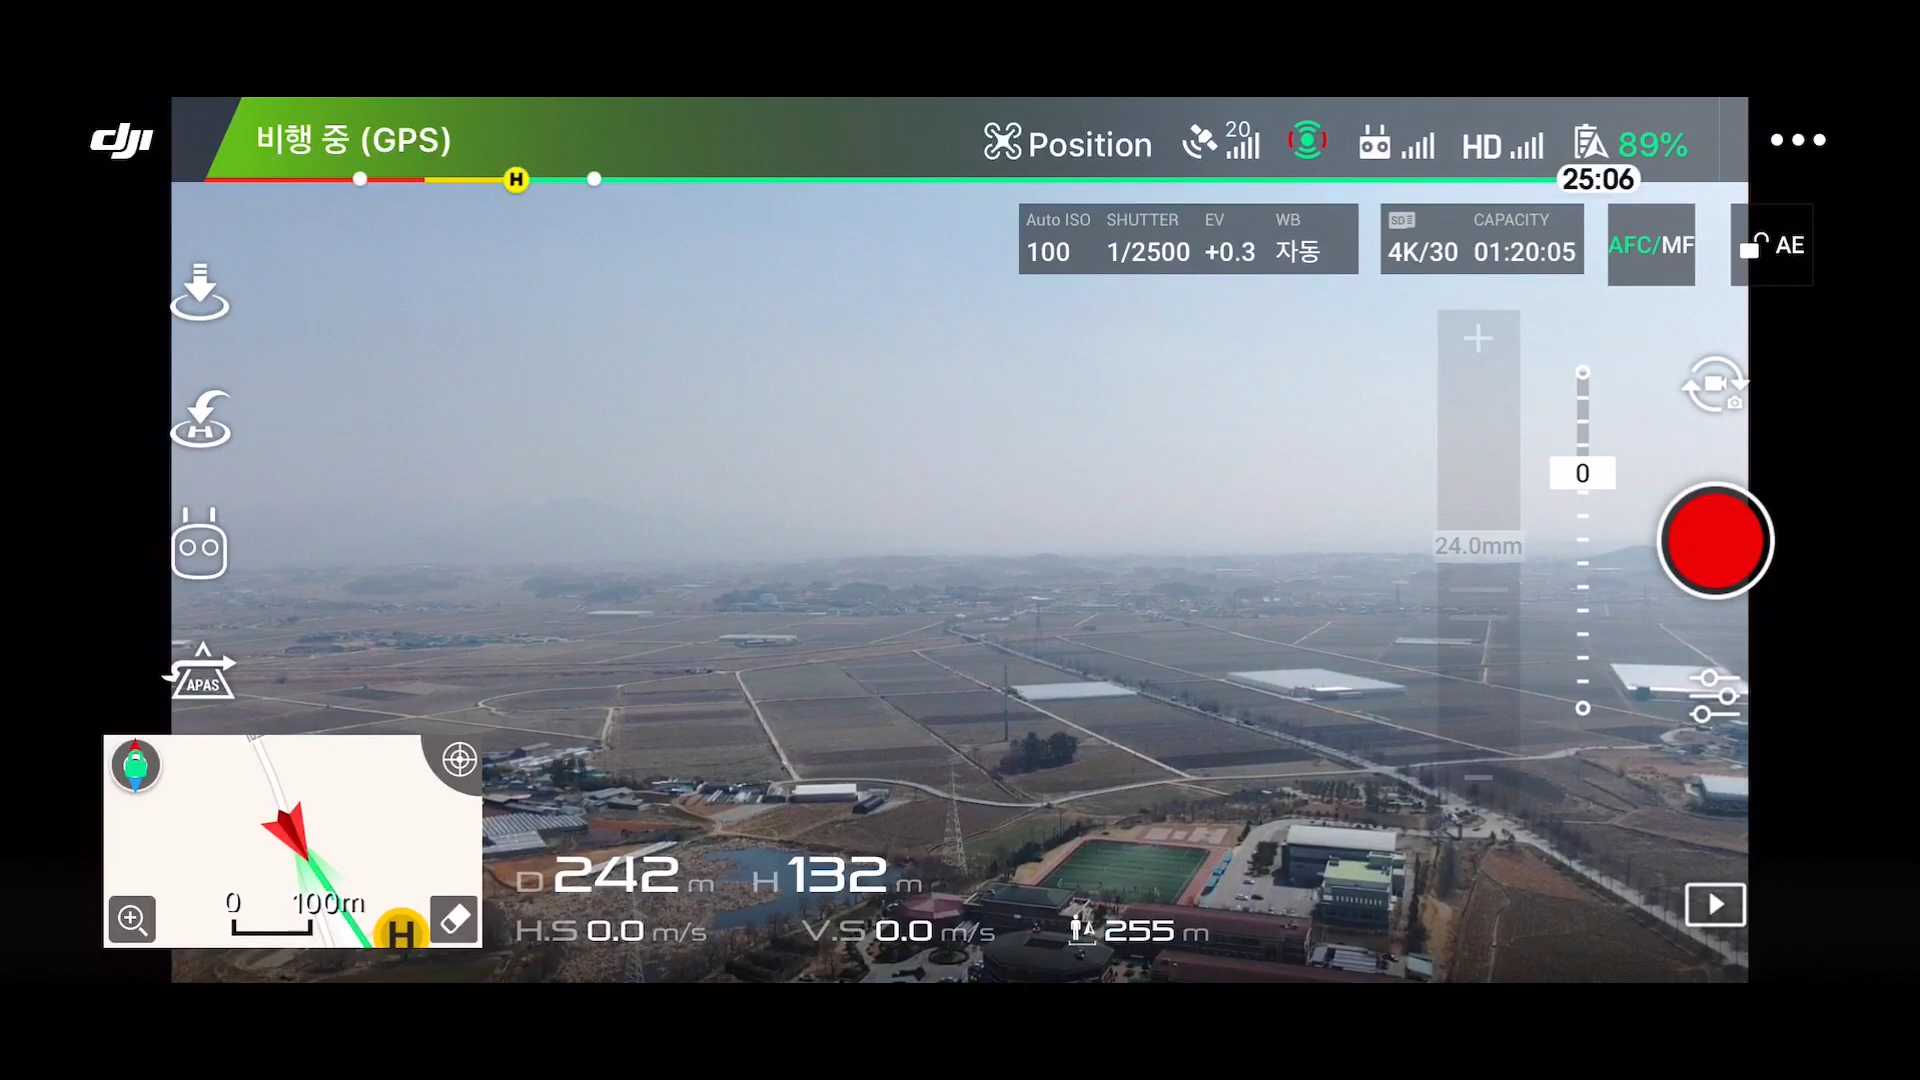 dji
비행 중 (GPS)
Position
20
HD
89%
H
25:06
Auto ISO SHUTTER EV WB
100 1/2500 +0.3 자동
SD CAPACITY
4K/30 01:20:05
AFC/MF
AE
0
24.0mm
APAS
0 100m
H
D 242 m H 132 m
H.S 0.0 m/s V.S 0.0 m/s 255 m